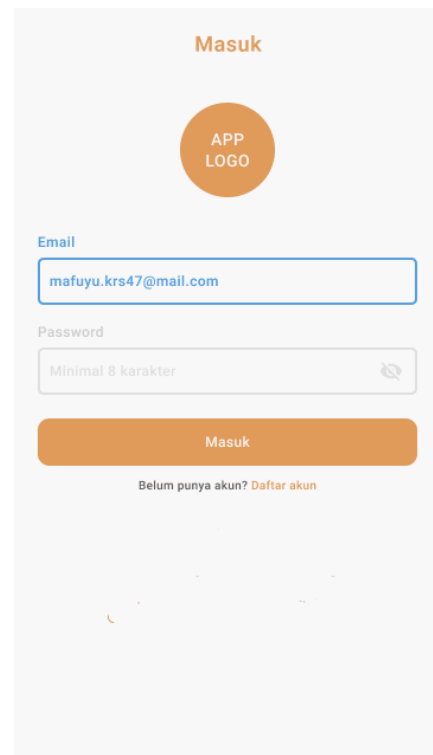 Masuk
APP
LOGO
Email
mafuyu.krs47@mail.com
Password
Minimal 8 karakter
Masuk
Belum punya akun? Daftar akun